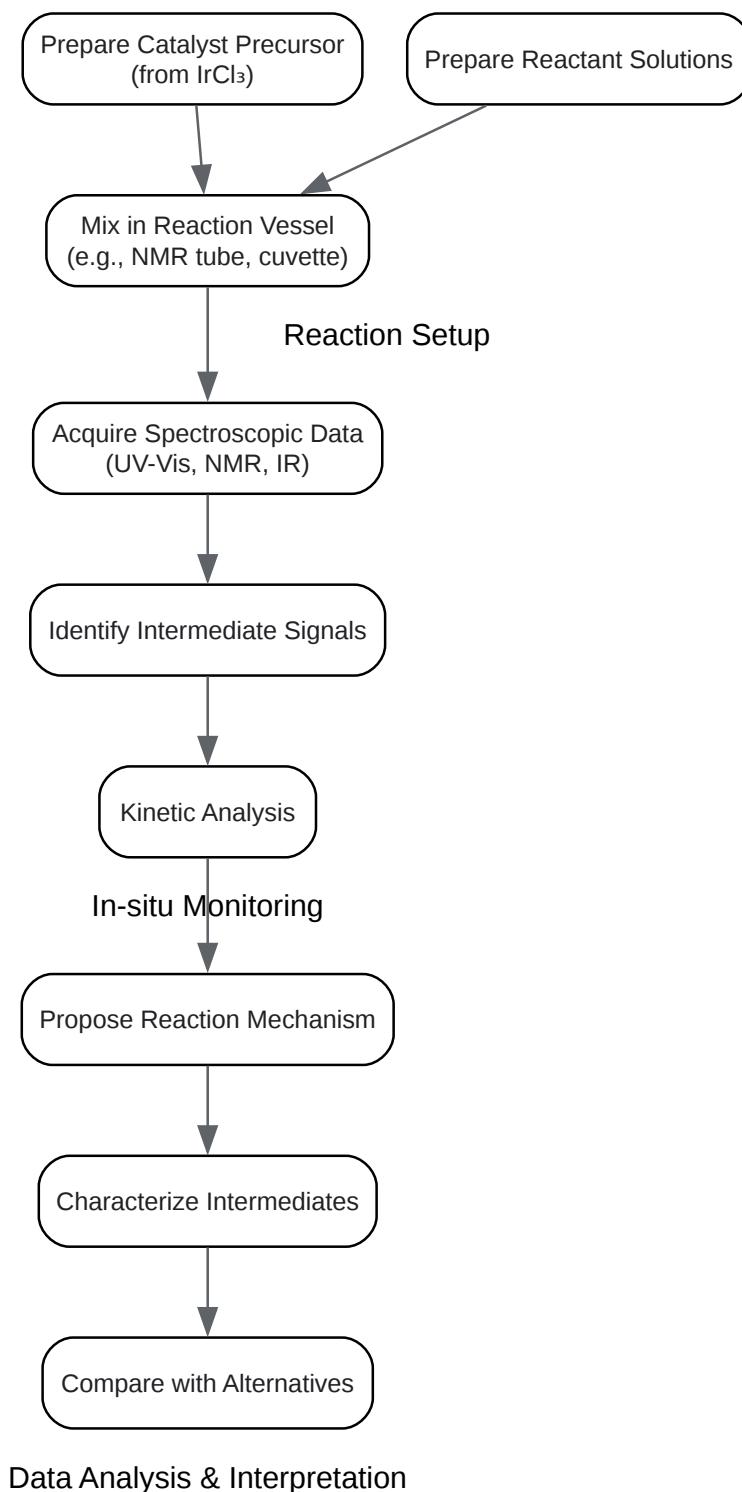 Prepare Catalyst Precursor
(from IrCl₃)
Prepare Reactant Solutions
Mix in Reaction Vessel
(e.g., NMR tube, cuvette)
Reaction Setup
Acquire Spectroscopic Data
(UV-Vis, NMR, IR)
Identify Intermediate Signals
Kinetic Analysis
In-situ Monitoring
Propose Reaction Mechanism
Characterize Intermediates
Compare with Alternatives
Data Analysis & Interpretation